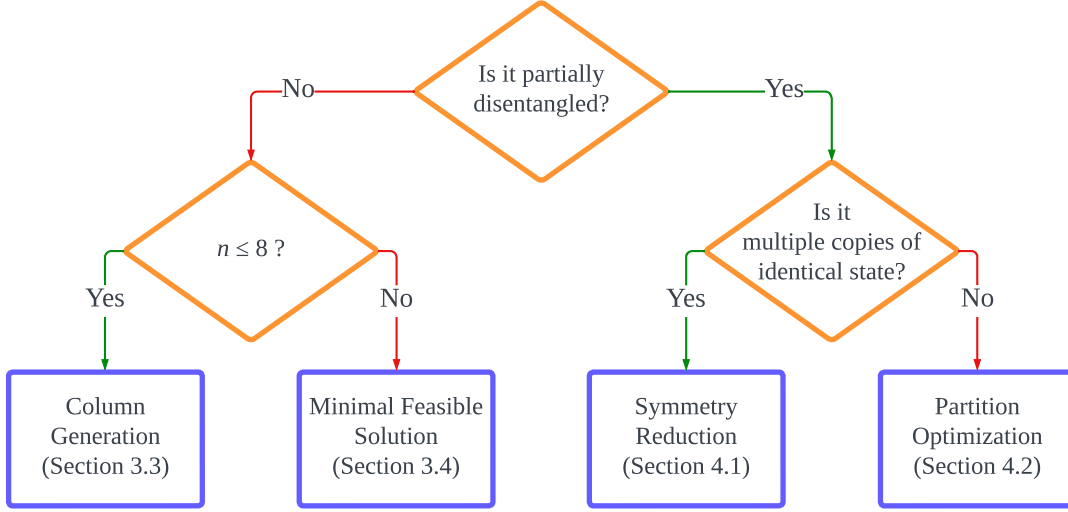 Is it partially
disentangled?
No
Yes
n ≤ 8 ?
Is it
multiple copies of
identical state?
Yes
No
Yes
No
Column
Generation
(Section 3.3)
Minimal Feasible
Solution
(Section 3.4)
Symmetry
Reduction
(Section 4.1)
Partition
Optimization
(Section 4.2)